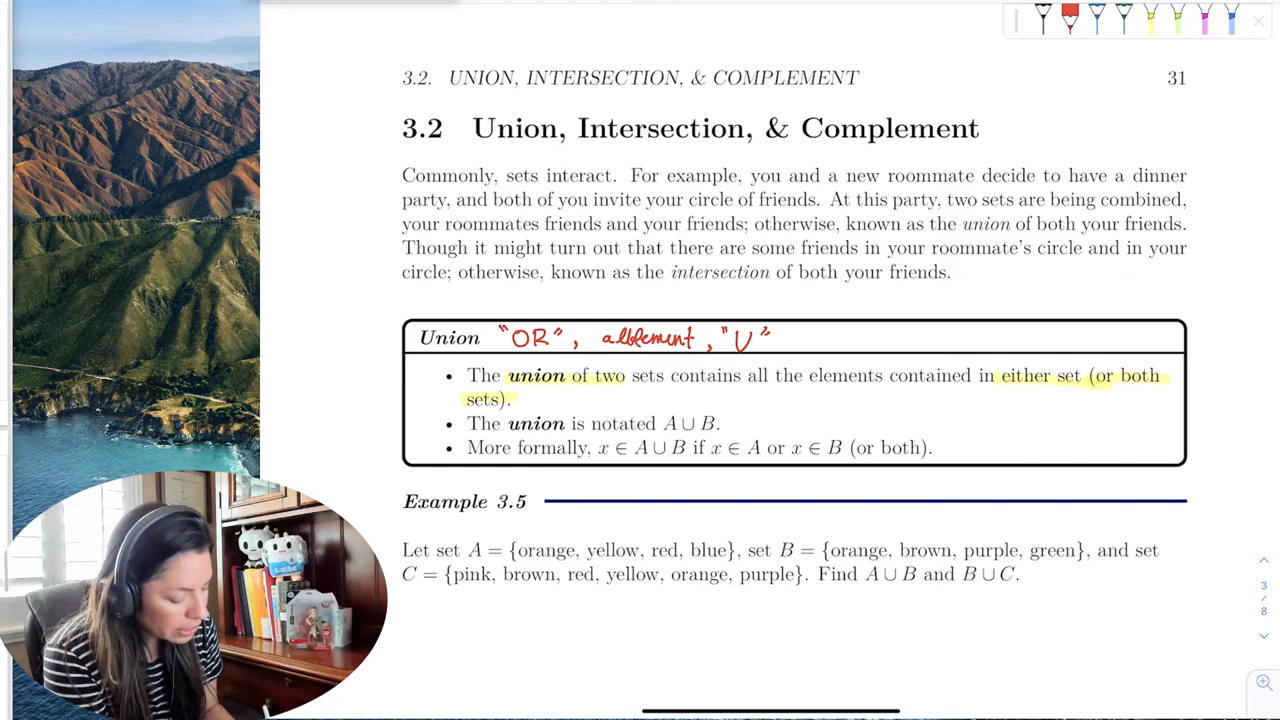 3.2. UNION, INTERSECTION, & COMPLEMENT 31
3.2 Union, Intersection, & Complement
Commonly, sets interact. For example, you and a new roommate decide to have a dinner
party, and both of you invite your circle of friends. At this party, two sets are being combined,
your roommates friends and your friends; otherwise, known as the union of both your friends.
Though it might turn out that there are some friends in your roommate's circle and in your
circle; otherwise, known as the intersection of both your friends.
Union "OR", , "U"
• The union of two sets contains all the elements contained in either set (or both
sets).
• The union is notated A ∪ B.
• More formally, x ∈ A ∪ B if x ∈ A or x ∈ B (or both).
Example 3.5
Let set A = {orange, yellow, red, blue}, set B = {orange, brown, purple, green}, and set
C = {pink, brown, red, yellow, orange, purple}. Find A ∪ B and B ∪ C.
3
/
8